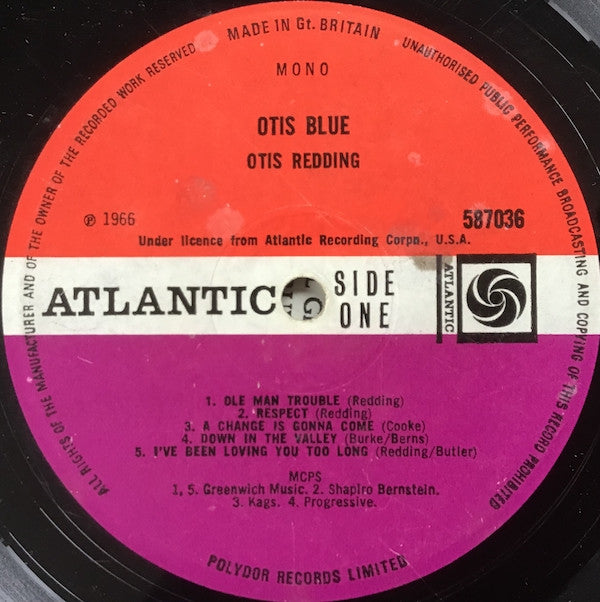 MADE IN Gt. BRITAIN
UNAUTHORISED PUBLIC PERFORMANCE BROADCASTING AND COPYING OF THIS RECORD PROHIBITED
ALL RIGHTS OF THE MANUFACTURER AND OF THE OWNER OF THE RECORDED WORK RESERVED
MONO
OTIS BLUE
OTIS REDDING
℗ 1966
587036
Under licence from Atlantic Recording Corpn., U.S.A.
ATLANTIC
SIDE
ONE
ATLANTIC
1. OLE MAN TROUBLE (Redding)
2. RESPECT (Redding)
3. A CHANGE IS GONNA COME (Cooke)
4. DOWN IN THE VALLEY (Burke/Berns)
5. I'VE BEEN LOVING YOU TOO LONG (Redding/Butler)
MCPS
1, 5. Greenwich Music. 2. Shapiro Bernstein.
3. Kags. 4. Progressive.
POLYDOR RECORDS LIMITED